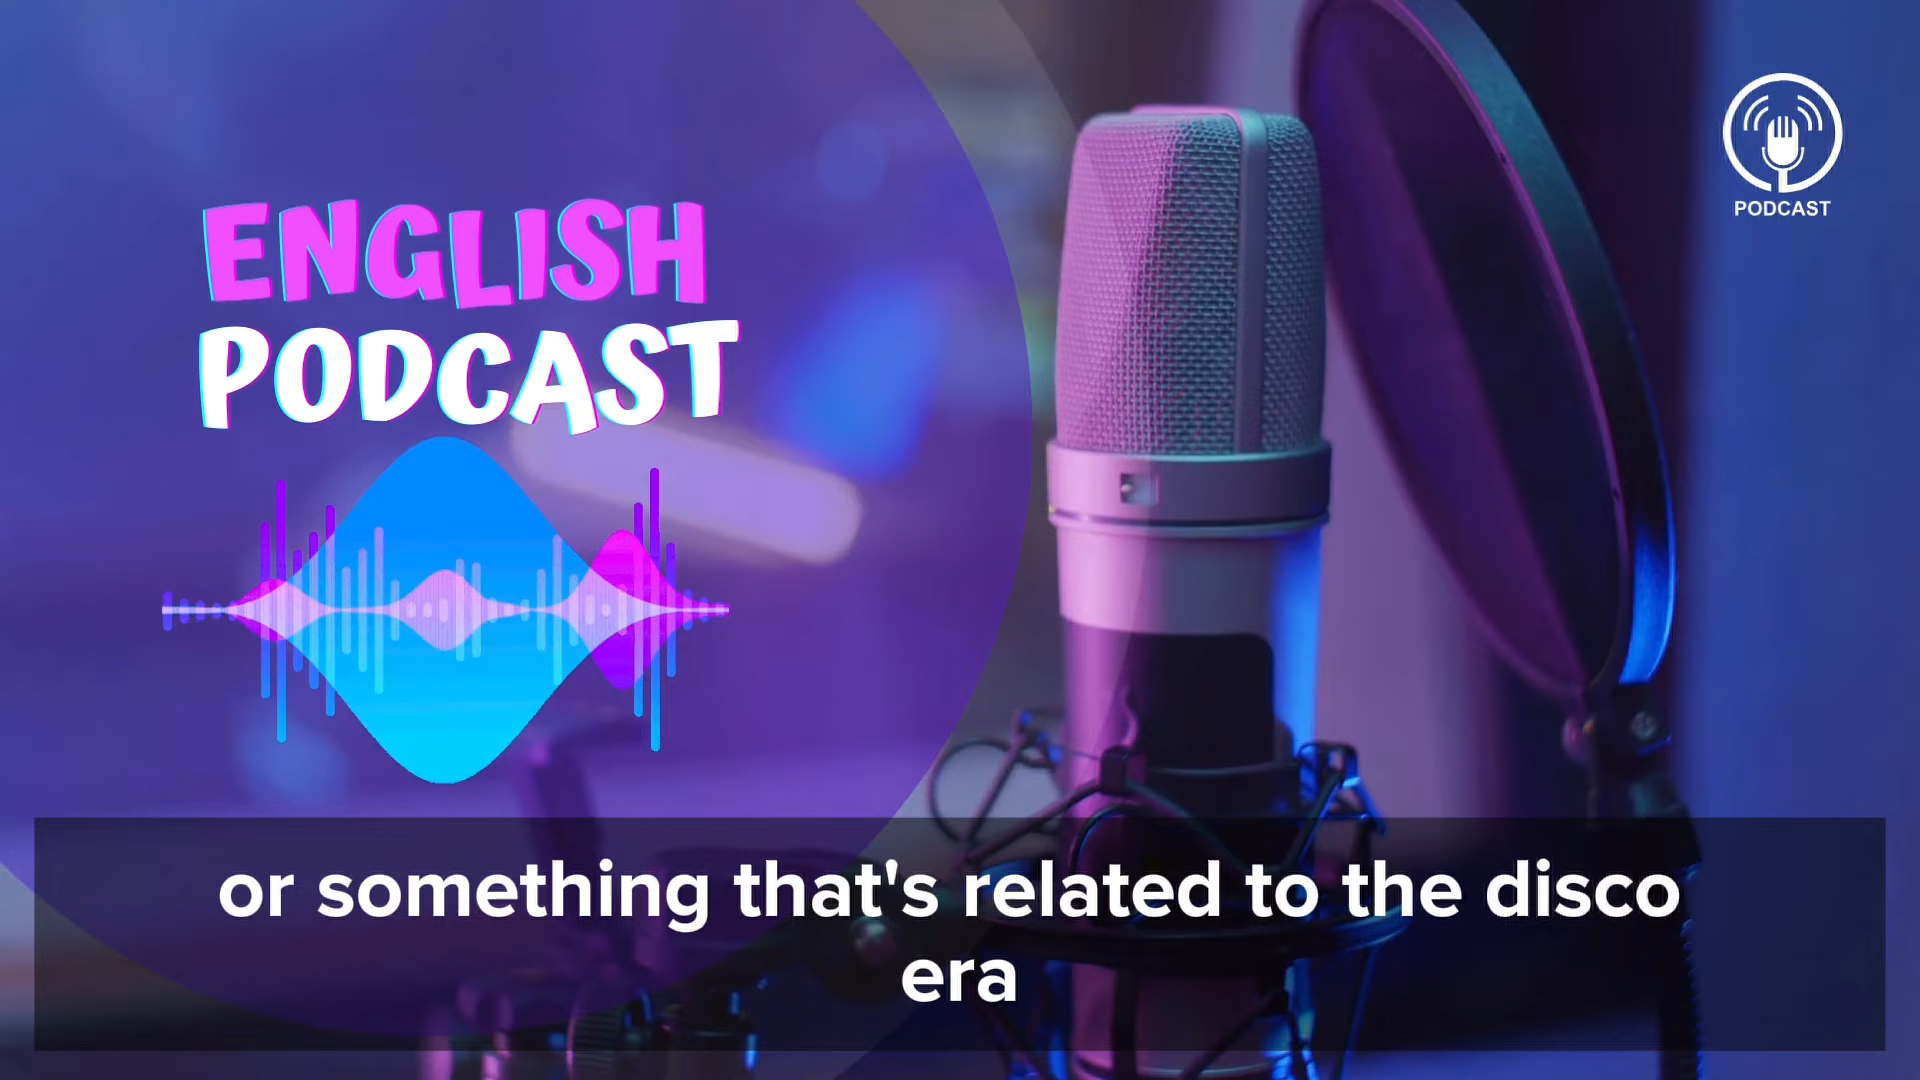 ENGLISH
PODCAST
PODCAST
or something that's related to the disco
era